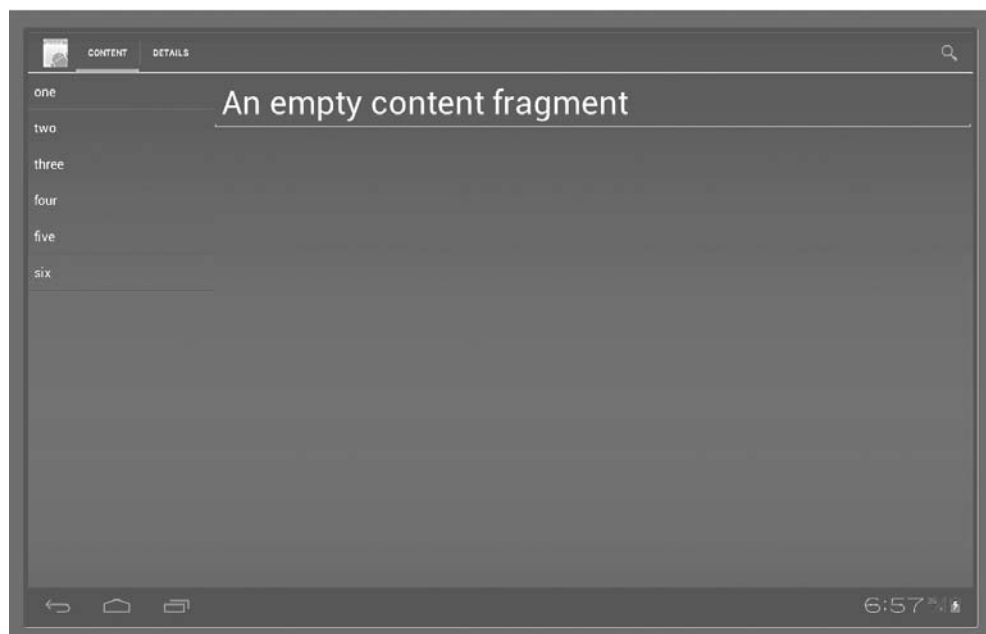 CONTENT DETAILS
one
An empty content fragment
two
three
four
five
six
6:57